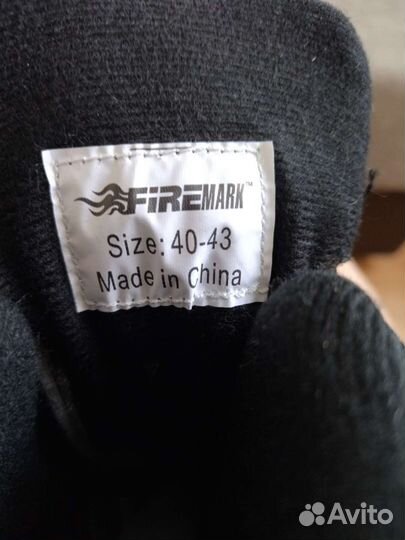 FIREMARK™
Size: 40-43
Made in China
Avito